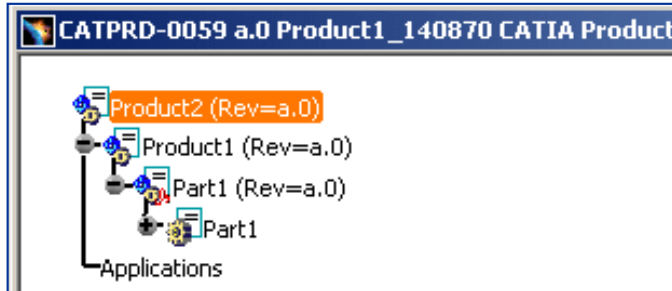 CATPRD-0059 a.0 Product1_140870 CATIA Product
Product2 (Rev=a.0)
Product1 (Rev=a.0)
Part1 (Rev=a.0)
Part1
Applications